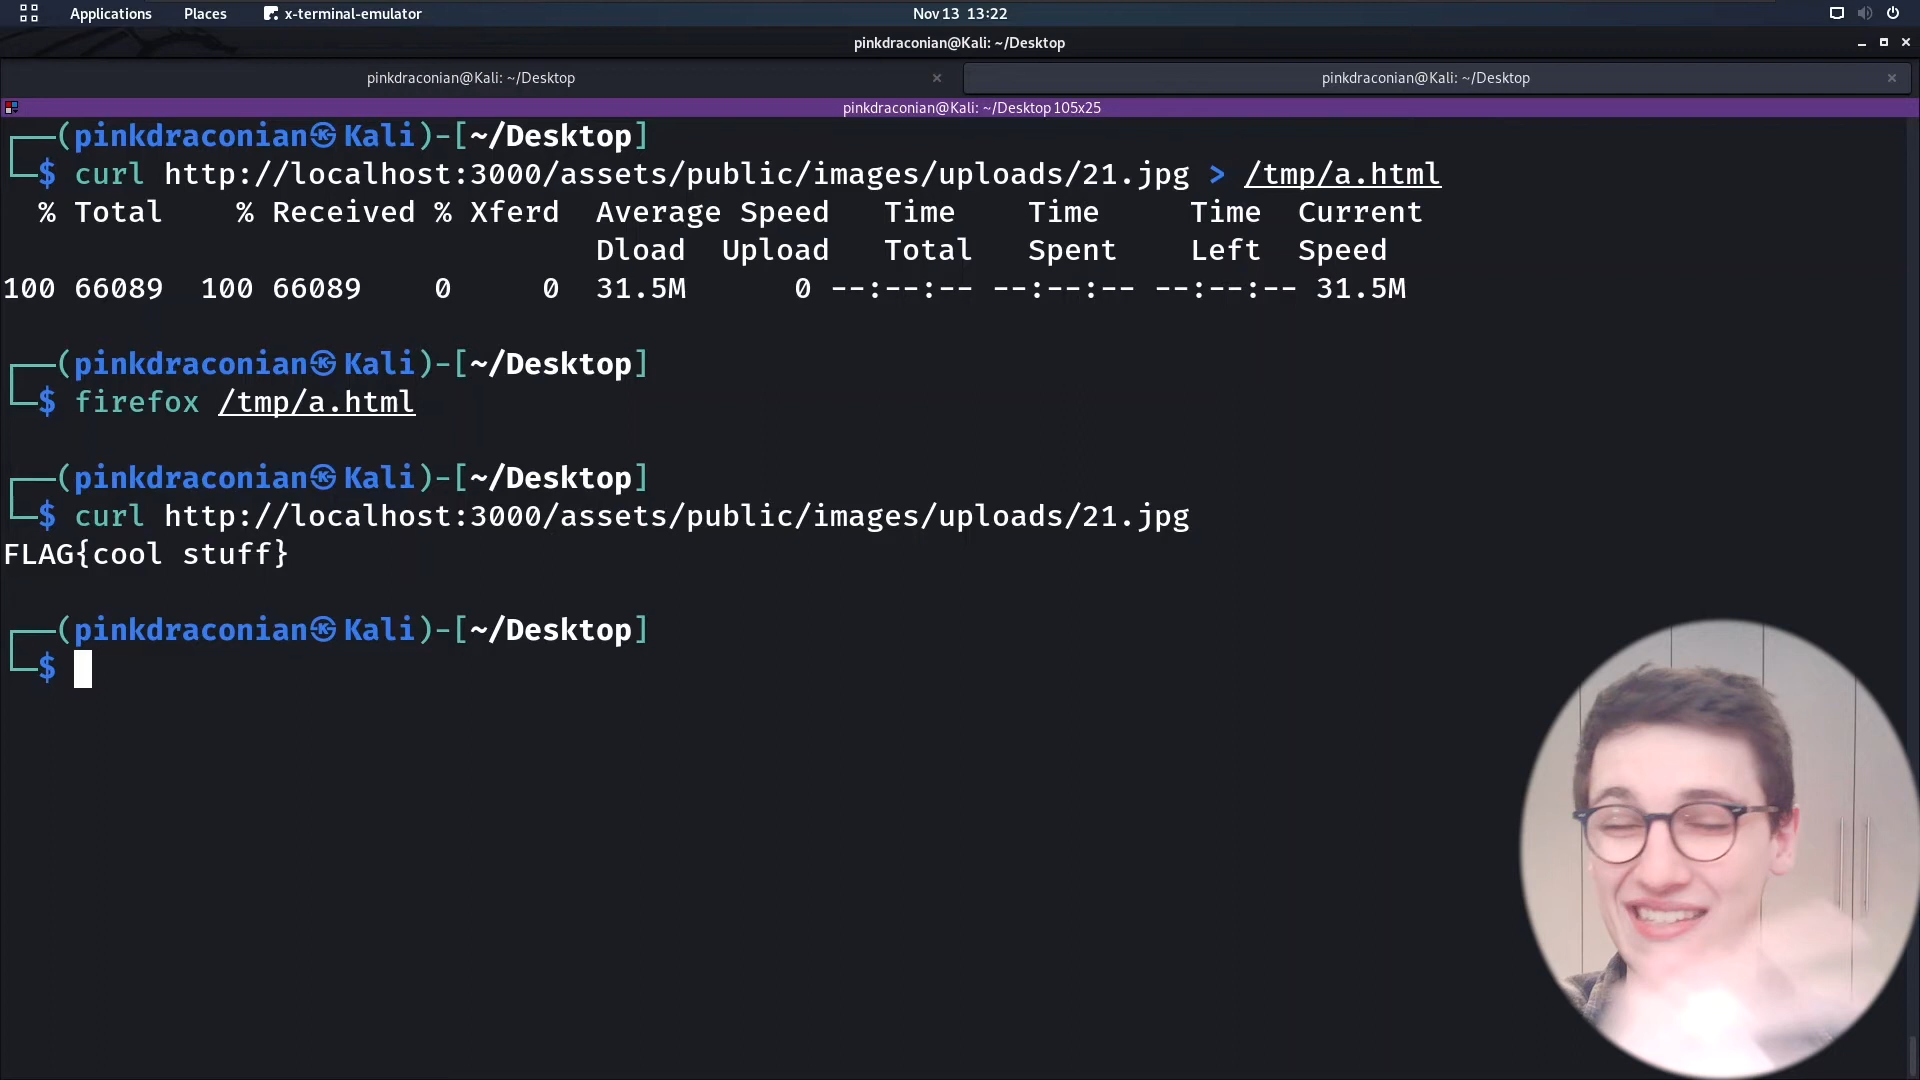 Applications Places x-terminal-emulator Nov 13 13:22
pinkdraconian@Kali: ~/Desktop
pinkdraconian@Kali: ~/Desktop × pinkdraconian@Kali: ~/Desktop ×
pinkdraconian@Kali: ~/Desktop 105x25
┌──(pinkdraconian㉿Kali)-[~/Desktop]
└─$ curl http://localhost:3000/assets/public/images/uploads/21.jpg > /tmp/a.html
% Total % Received % Xferd Average Speed Time Time Time Current
Dload Upload Total Spent Left Speed
100 66089 100 66089 0 0 31.5M 0 --:--:-- --:--:-- --:--:-- 31.5M
┌──(pinkdraconian㉿Kali)-[~/Desktop]
└─$ firefox /tmp/a.html
┌──(pinkdraconian㉿Kali)-[~/Desktop]
└─$ curl http://localhost:3000/assets/public/images/uploads/21.jpg
FLAG{cool stuff}
┌──(pinkdraconian㉿Kali)-[~/Desktop]
└─$